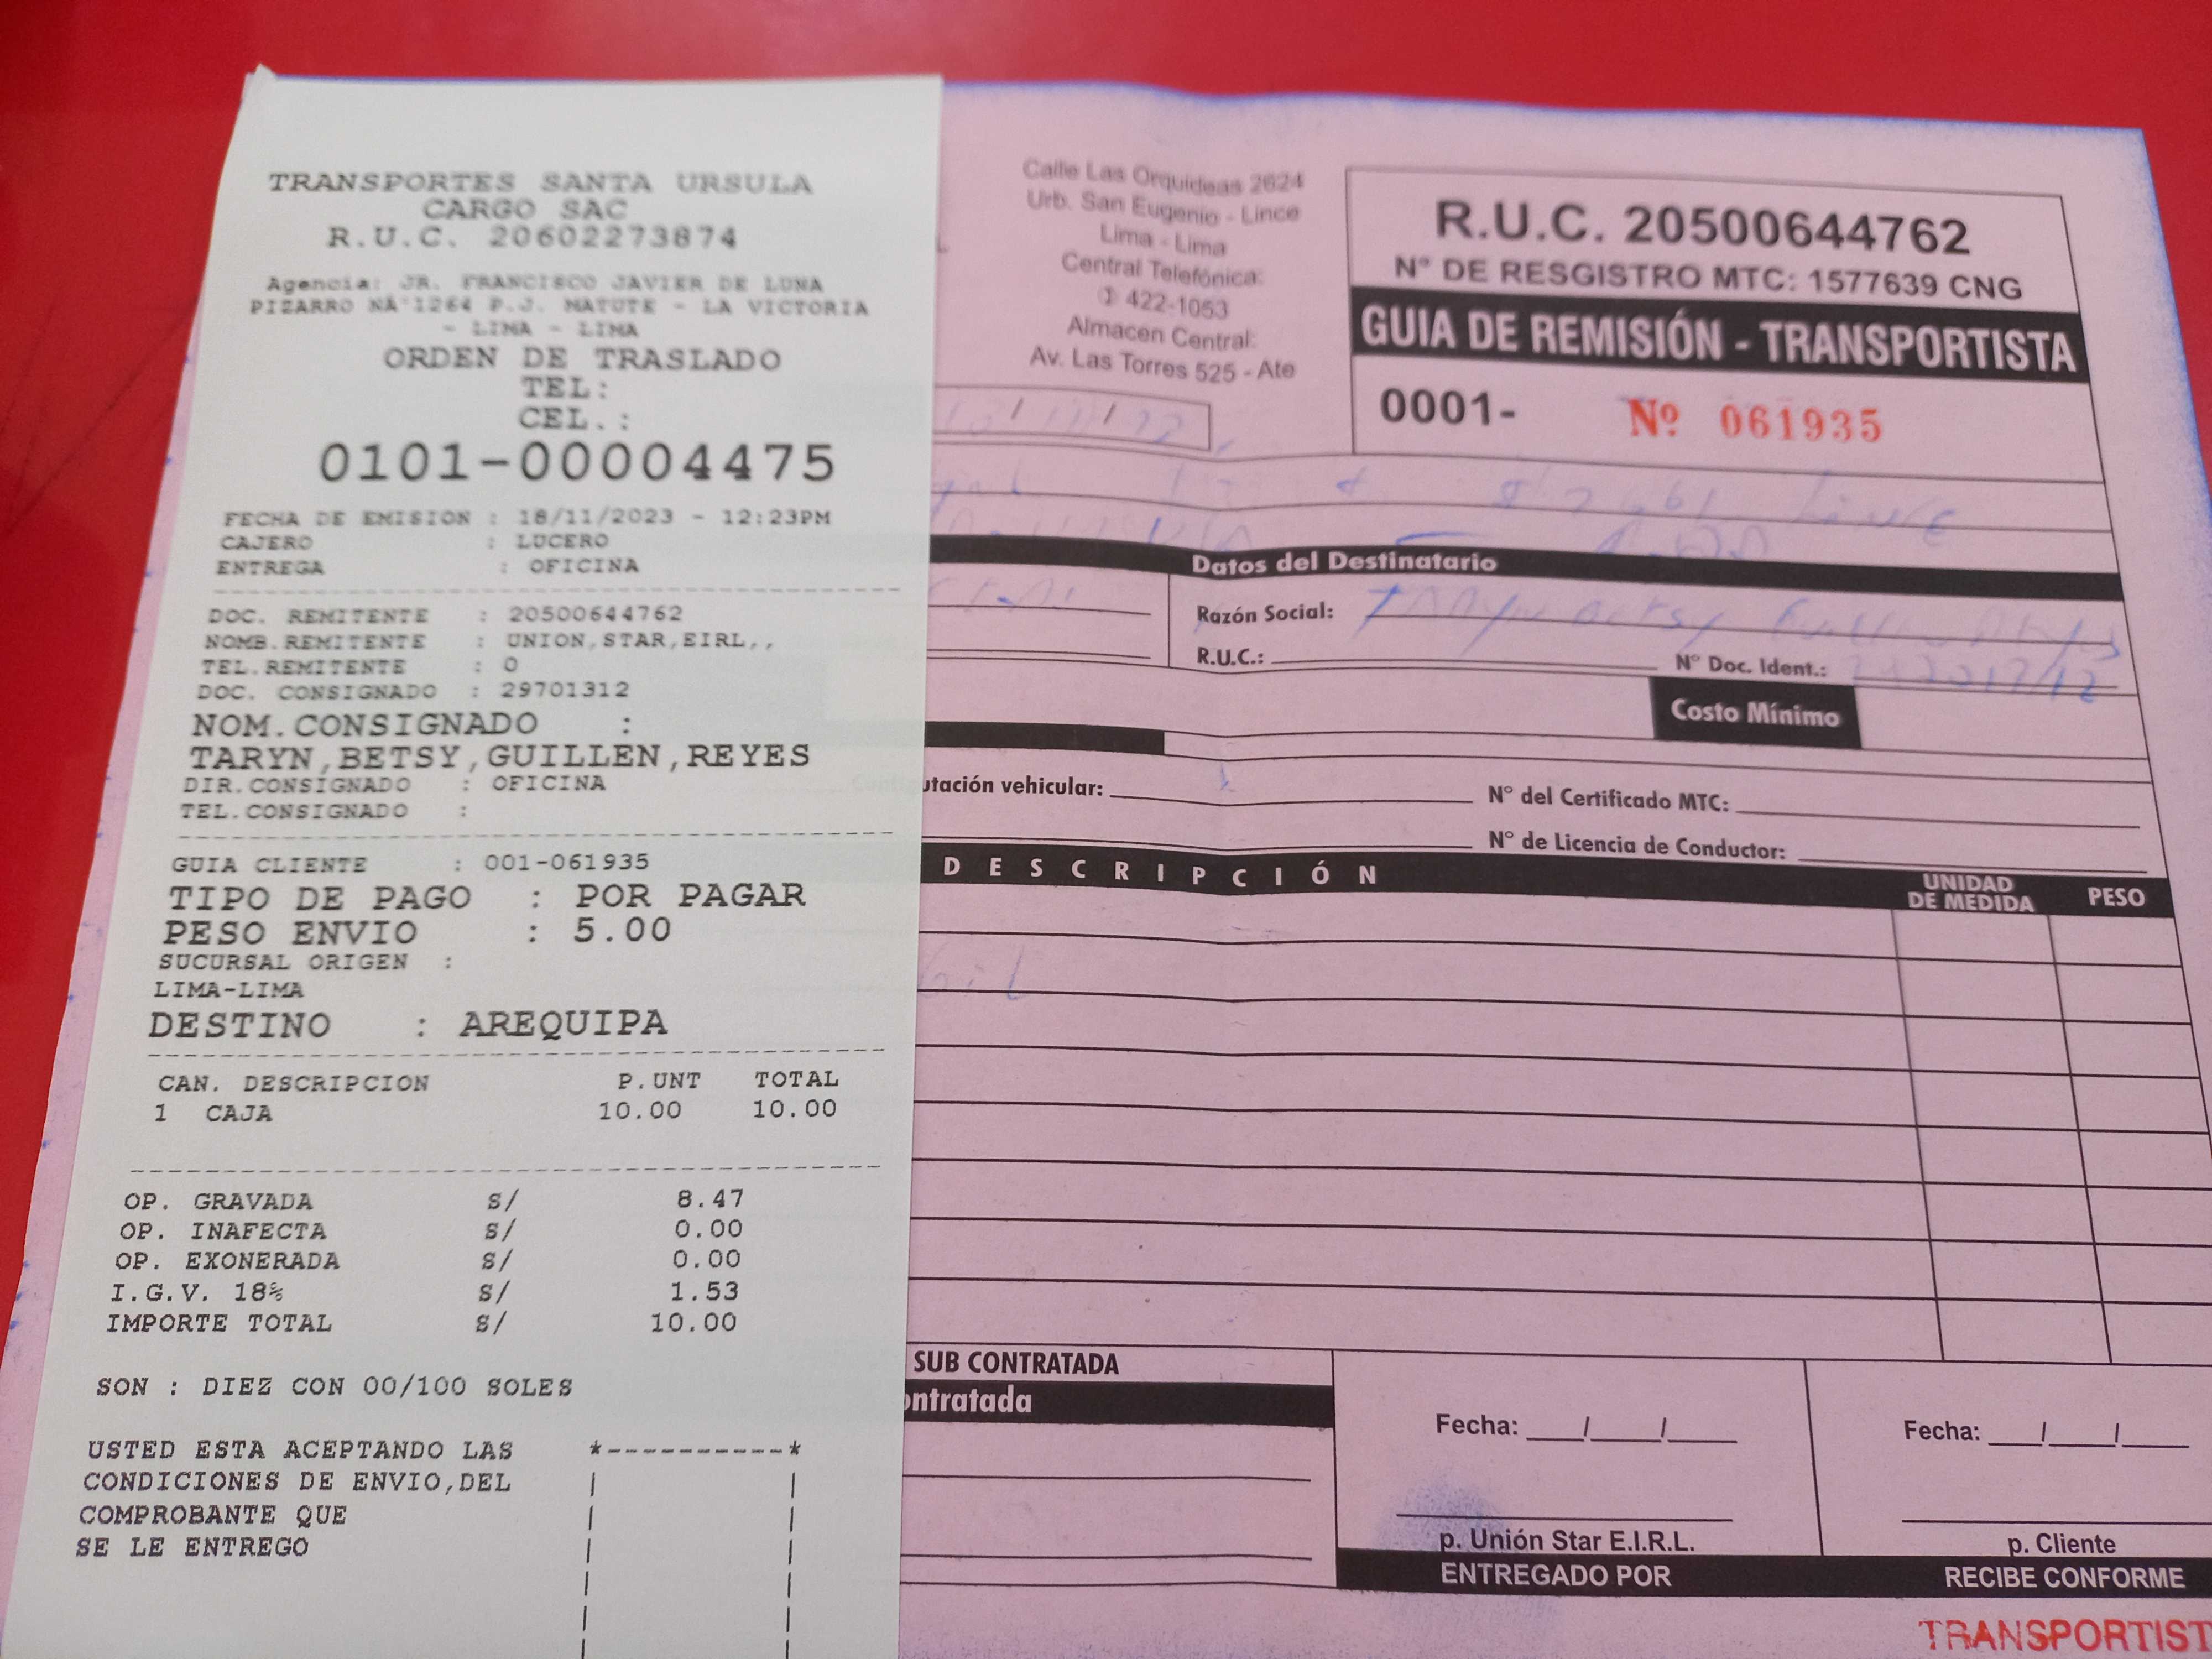 TRANSPORTES SANTA URSULA
CARGO SAC
R.U.C. 20602273874
Agencia: JR. FRANCISCO JAVIER DE LUNA
PIZARRO NA°1264 P.J. MATUTE - LA VICTORIA
- LIMA - LIMA
ORDEN DE TRASLADO
TEL:
CEL.:
0101-00004475
FECHA DE EMISION : 18/11/2023 - 12:23PM
CAJERO : LUCERO
ENTREGA : OFICINA
DOC. REMITENTE : 20500644762
NOMB.REMITENTE : UNION,STAR,EIRL,,
TEL.REMITENTE : 0
DOC. CONSIGNADO : 29701312
NOM.CONSIGNADO :
TARYN,BETSY,GUILLEN,REYES
DIR.CONSIGNADO : OFICINA
TEL.CONSIGNADO :
GUIA CLIENTE : 001-061935
TIPO DE PAGO : POR PAGAR
PESO ENVIO : 5.00
SUCURSAL ORIGEN :
LIMA-LIMA
DESTINO : AREQUIPA
CAN. DESCRIPCION P.UNT TOTAL
1 CAJA 10.00 10.00
OP. GRAVADA S/ 8.47
OP. INAFECTA S/ 0.00
OP. EXONERADA S/ 0.00
I.G.V. 18% S/ 1.53
IMPORTE TOTAL S/ 10.00
SON : DIEZ CON 00/100 SOLES
USTED ESTA ACEPTANDO LAS
CONDICIONES DE ENVIO,DEL
COMPROBANTE QUE
SE LE ENTREGO
Calle Las Orquideas 2624
Urb. San Eugenio - Lince
Lima - Lima
Central Telefónica:
422-1053
Almacen Central:
Av. Las Torres 525 - Ate
R.U.C. 20500644762
N° DE RESGISTRO MTC: 1577639 CNG
GUIA DE REMISIÓN - TRANSPORTISTA
0001- Nº 061935
Datos del Destinatario
Razón Social:
R.U.C.: N° Doc. Ident.:
Costo Mínimo
utación vehicular: N° del Certificado MTC:
N° de Licencia de Conductor:
DESCRIPCIÓN UNIDAD DE MEDIDA PESO
SUB CONTRATADA
ontratada
Fecha: ___/___/___
p. Unión Star E.I.R.L.
ENTREGADO POR
Fecha: ___/___/___
p. Cliente
RECIBE CONFORME
TRANSPORTIST